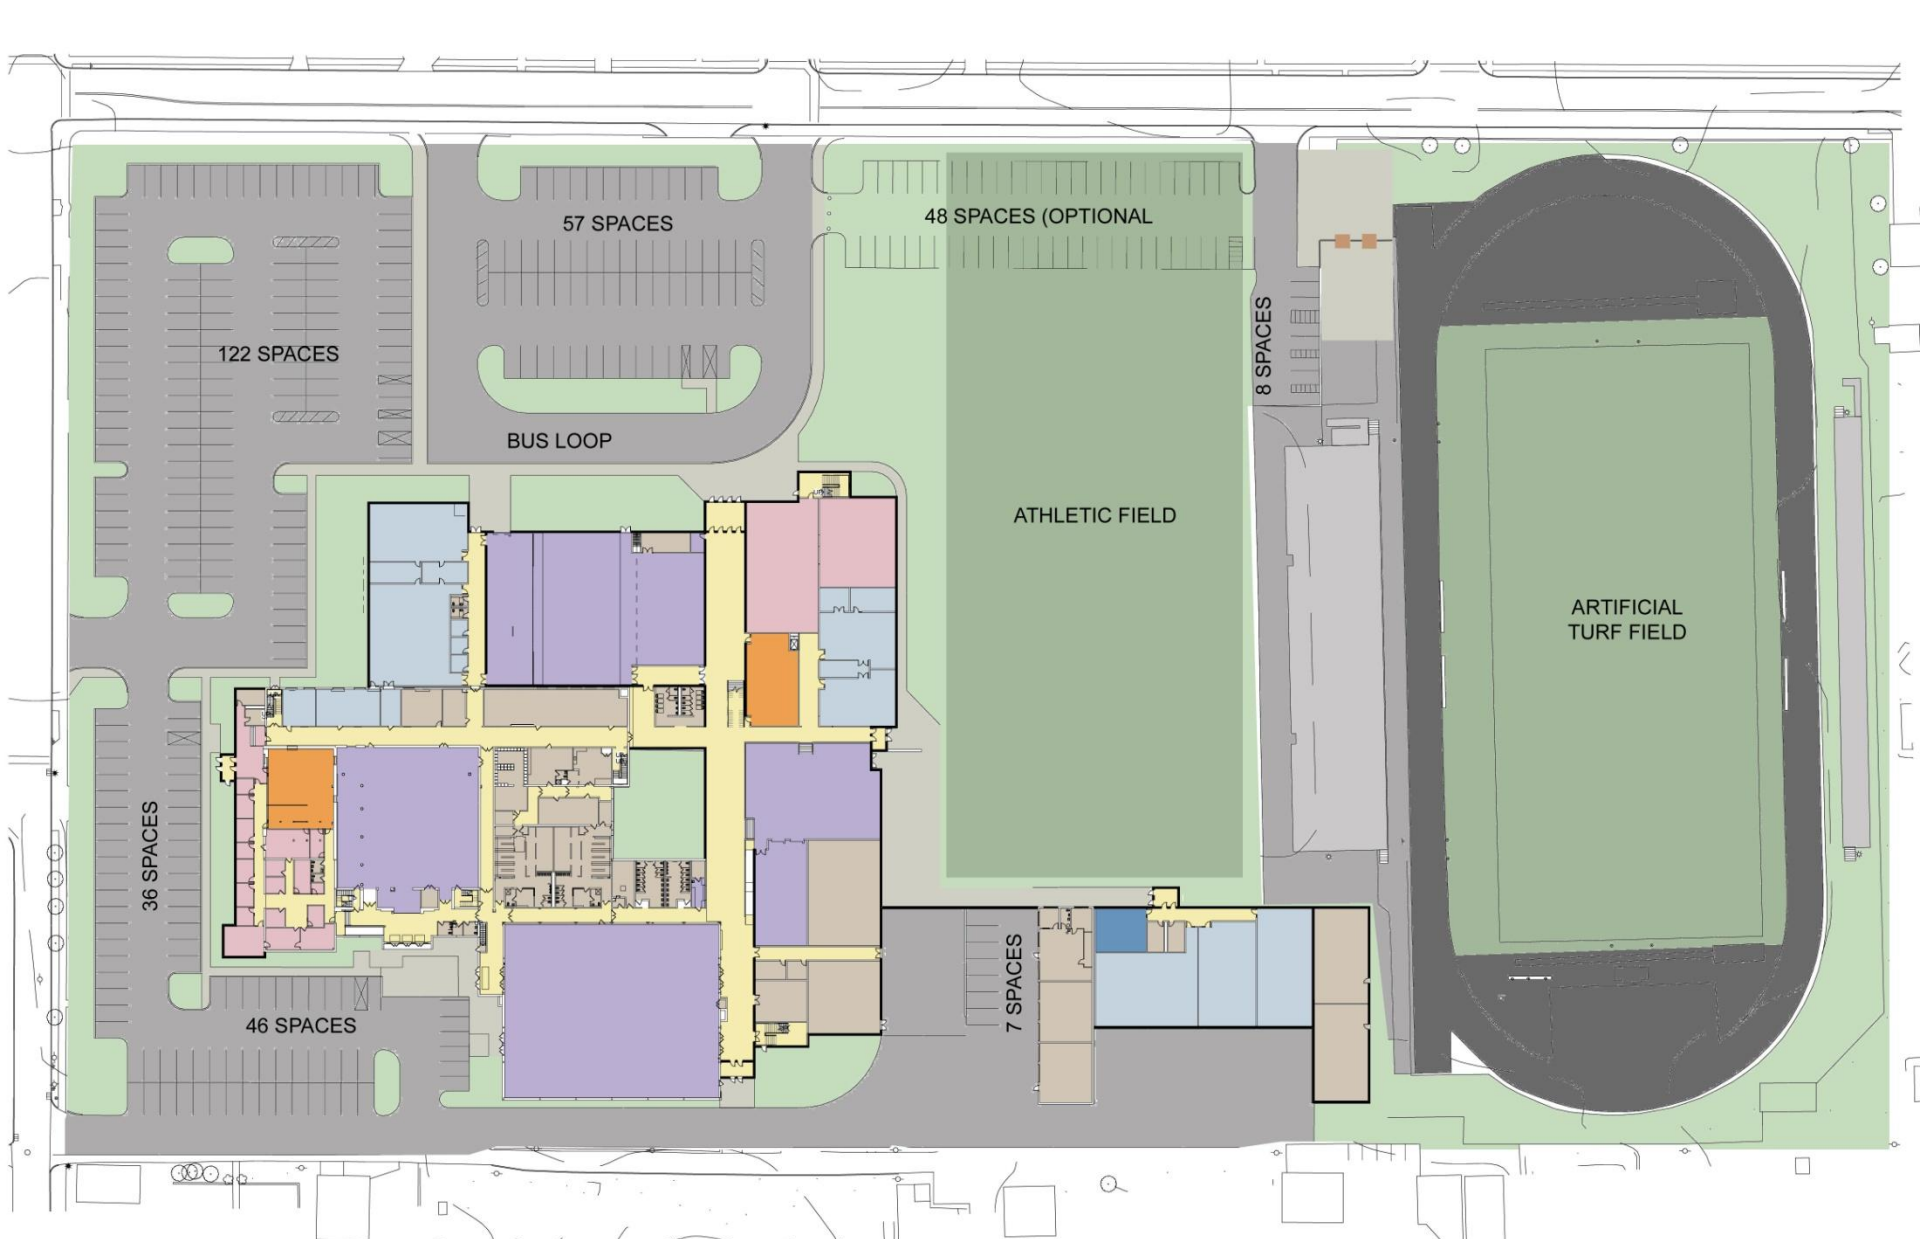 48 SPACES (OPTIONAL
57 SPACES
122 SPACES
8 SPACES
BUS LOOP
ATHLETIC FIELD
ARTIFICIAL
TURF FIELD
36 SPACES
7 SPACES
46 SPACES